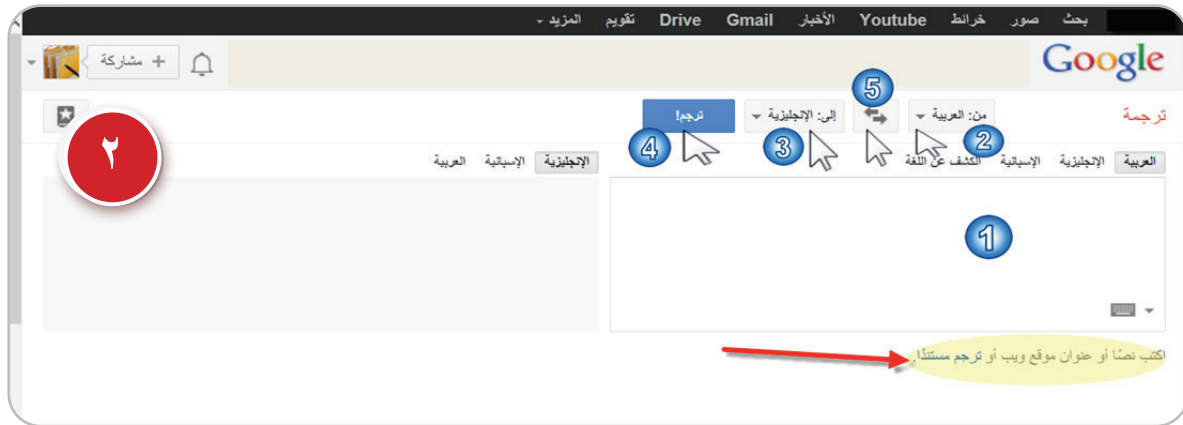 بحث صور خرائط Youtube الأخبار Gmail Drive تقويم المزيد
Google
+ مشاركة
ترجمة
من: العربية
5
إلى: الإنجليزية
ترجم!
2
3
4
٢
العربية الإنجليزية الإسبانية الكشف عن اللغة
الإنجليزية الإسبانية العربية
1
اكتب نصًا أو عنوان موقع ويب أو ترجم مستندًا.